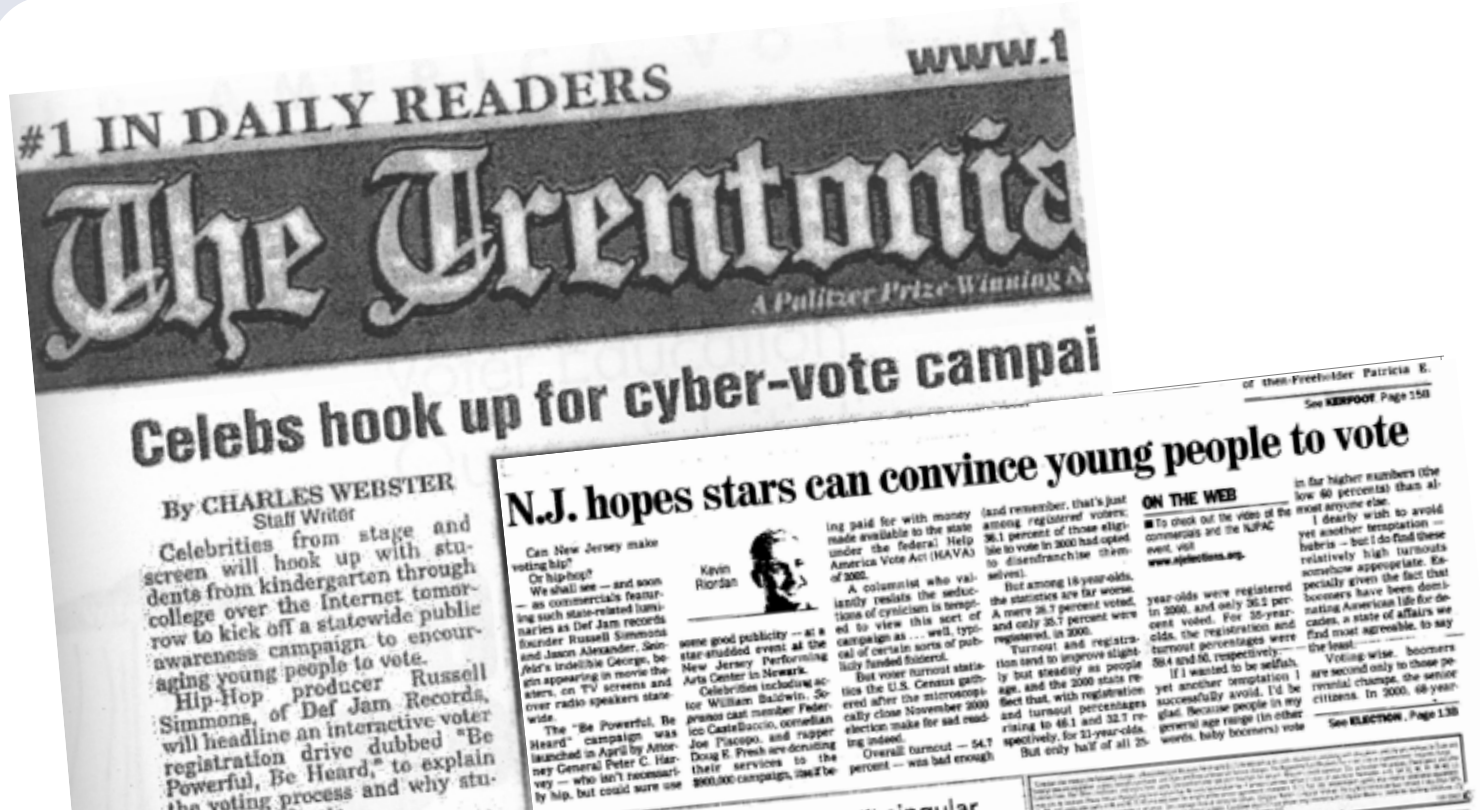 #1 IN DAILY READERS
www.t
The Trentonia
A Pulitzer Prize-Winning N
Celebs hook up for cyber-vote campai
By CHARLES WEBSTER
Staff Writer
Celebrities from stage and
screen will hook up with stu-
dents from kindergarten through
college over the Internet tomor-
row to kick off a statewide public
awareness campaign to encour-
aging young people to vote.
Hip-Hop producer Russell
Simmons, of Def Jam Records,
will headline an interactive voter
registration drive dubbed "Be
Powerful, Be Heard," to explain
the voting process and why stu-
of then-Freeholder Patricia E.
See KERFOOT, Page 15B
N.J. hopes stars can convince young people to vote
Can New Jersey make
voting hip?
Or hip-hop?
We shall see — and soon
— as commercials featur-
ing such state-related lumi-
naries as Def Jam records
founder Russell Simmons
and Jason Alexander, Sein-
feld's indelible George, be-
gin appearing in movie the-
aters, on TV screens and
over radio speakers state-
wide.
The "Be Powerful, Be
Heard" campaign was
launched in April by Attor-
ney General Peter C. Har-
vey — who isn't necessari-
ly hip, but could sure use
Kevin
Riordan
some good publicity — at a
star-studded event at the
New Jersey Performing
Arts Center in Newark.
Celebrities including ac-
tor William Baldwin, So-
pranos cast member Feder-
ico Castelluccio, comedian
Joe Piscopo, and rapper
Doug E. Fresh are donating
their services to the
$900,000 campaign, itself be-
ing paid for with money
made available to the state
under the federal Help
America Vote Act (HAVA)
of 2002.
A columnist who val-
iantly resists the seduc-
tions of cynicism is tempt-
ed to view this sort of
campaign as ... well, typi-
cal of certain sorts of pub-
licly funded folderol.
But voter turnout statis-
tics the U.S. Census gath-
ered after the microscopi-
cally close November 2000
election make for sad read-
ing indeed.
Overall turnout — 54.7
percent — was bad enough
(and remember, that's just
among registered voters;
36.1 percent of those eligi-
ble to vote in 2000 had opted
to disenfranchise them-
selves).
But among 18-year-olds,
the statistics are far worse.
A mere 26.7 percent voted,
and only 35.7 percent were
registered, in 2000.
Turnout and registra-
tion tend to improve slight-
ly but steadily as people
age, and the 2000 stats re-
flect that, with registration
and turnout percentages
rising to 46.1 and 32.7 re-
spectively, for 21-year-olds.
But only half of all 25-
ON THE WEB
■ To check out the video of the
commercials and the NJPAC
event, visit
www.njelections.org.
year-olds were registered
in 2000, and only 36.2 per-
cent voted. For 35-year-
olds, the registration and
turnout percentages were
58.4 and 50, respectively.
If I wanted to be selfish,
yet another temptation I
successfully avoid, I'd be
glad. Because people in my
general age range (in other
words, baby boomers) vote
in far higher numbers (the
low 60 percents) than al-
most anyone else.
I dearly wish to avoid
yet another temptation —
hubris — but I do find these
relatively high turnouts
somehow appropriate. Es-
pecially given the fact that
boomers have been domi-
nating American life for de-
cades, a state of affairs we
find most agreeable, to say
the least.
Voting-wise, boomers
are second only to those pe-
rennial champs, the senior
citizens. In 2000, 68-year-
See ELECTION, Page 13B